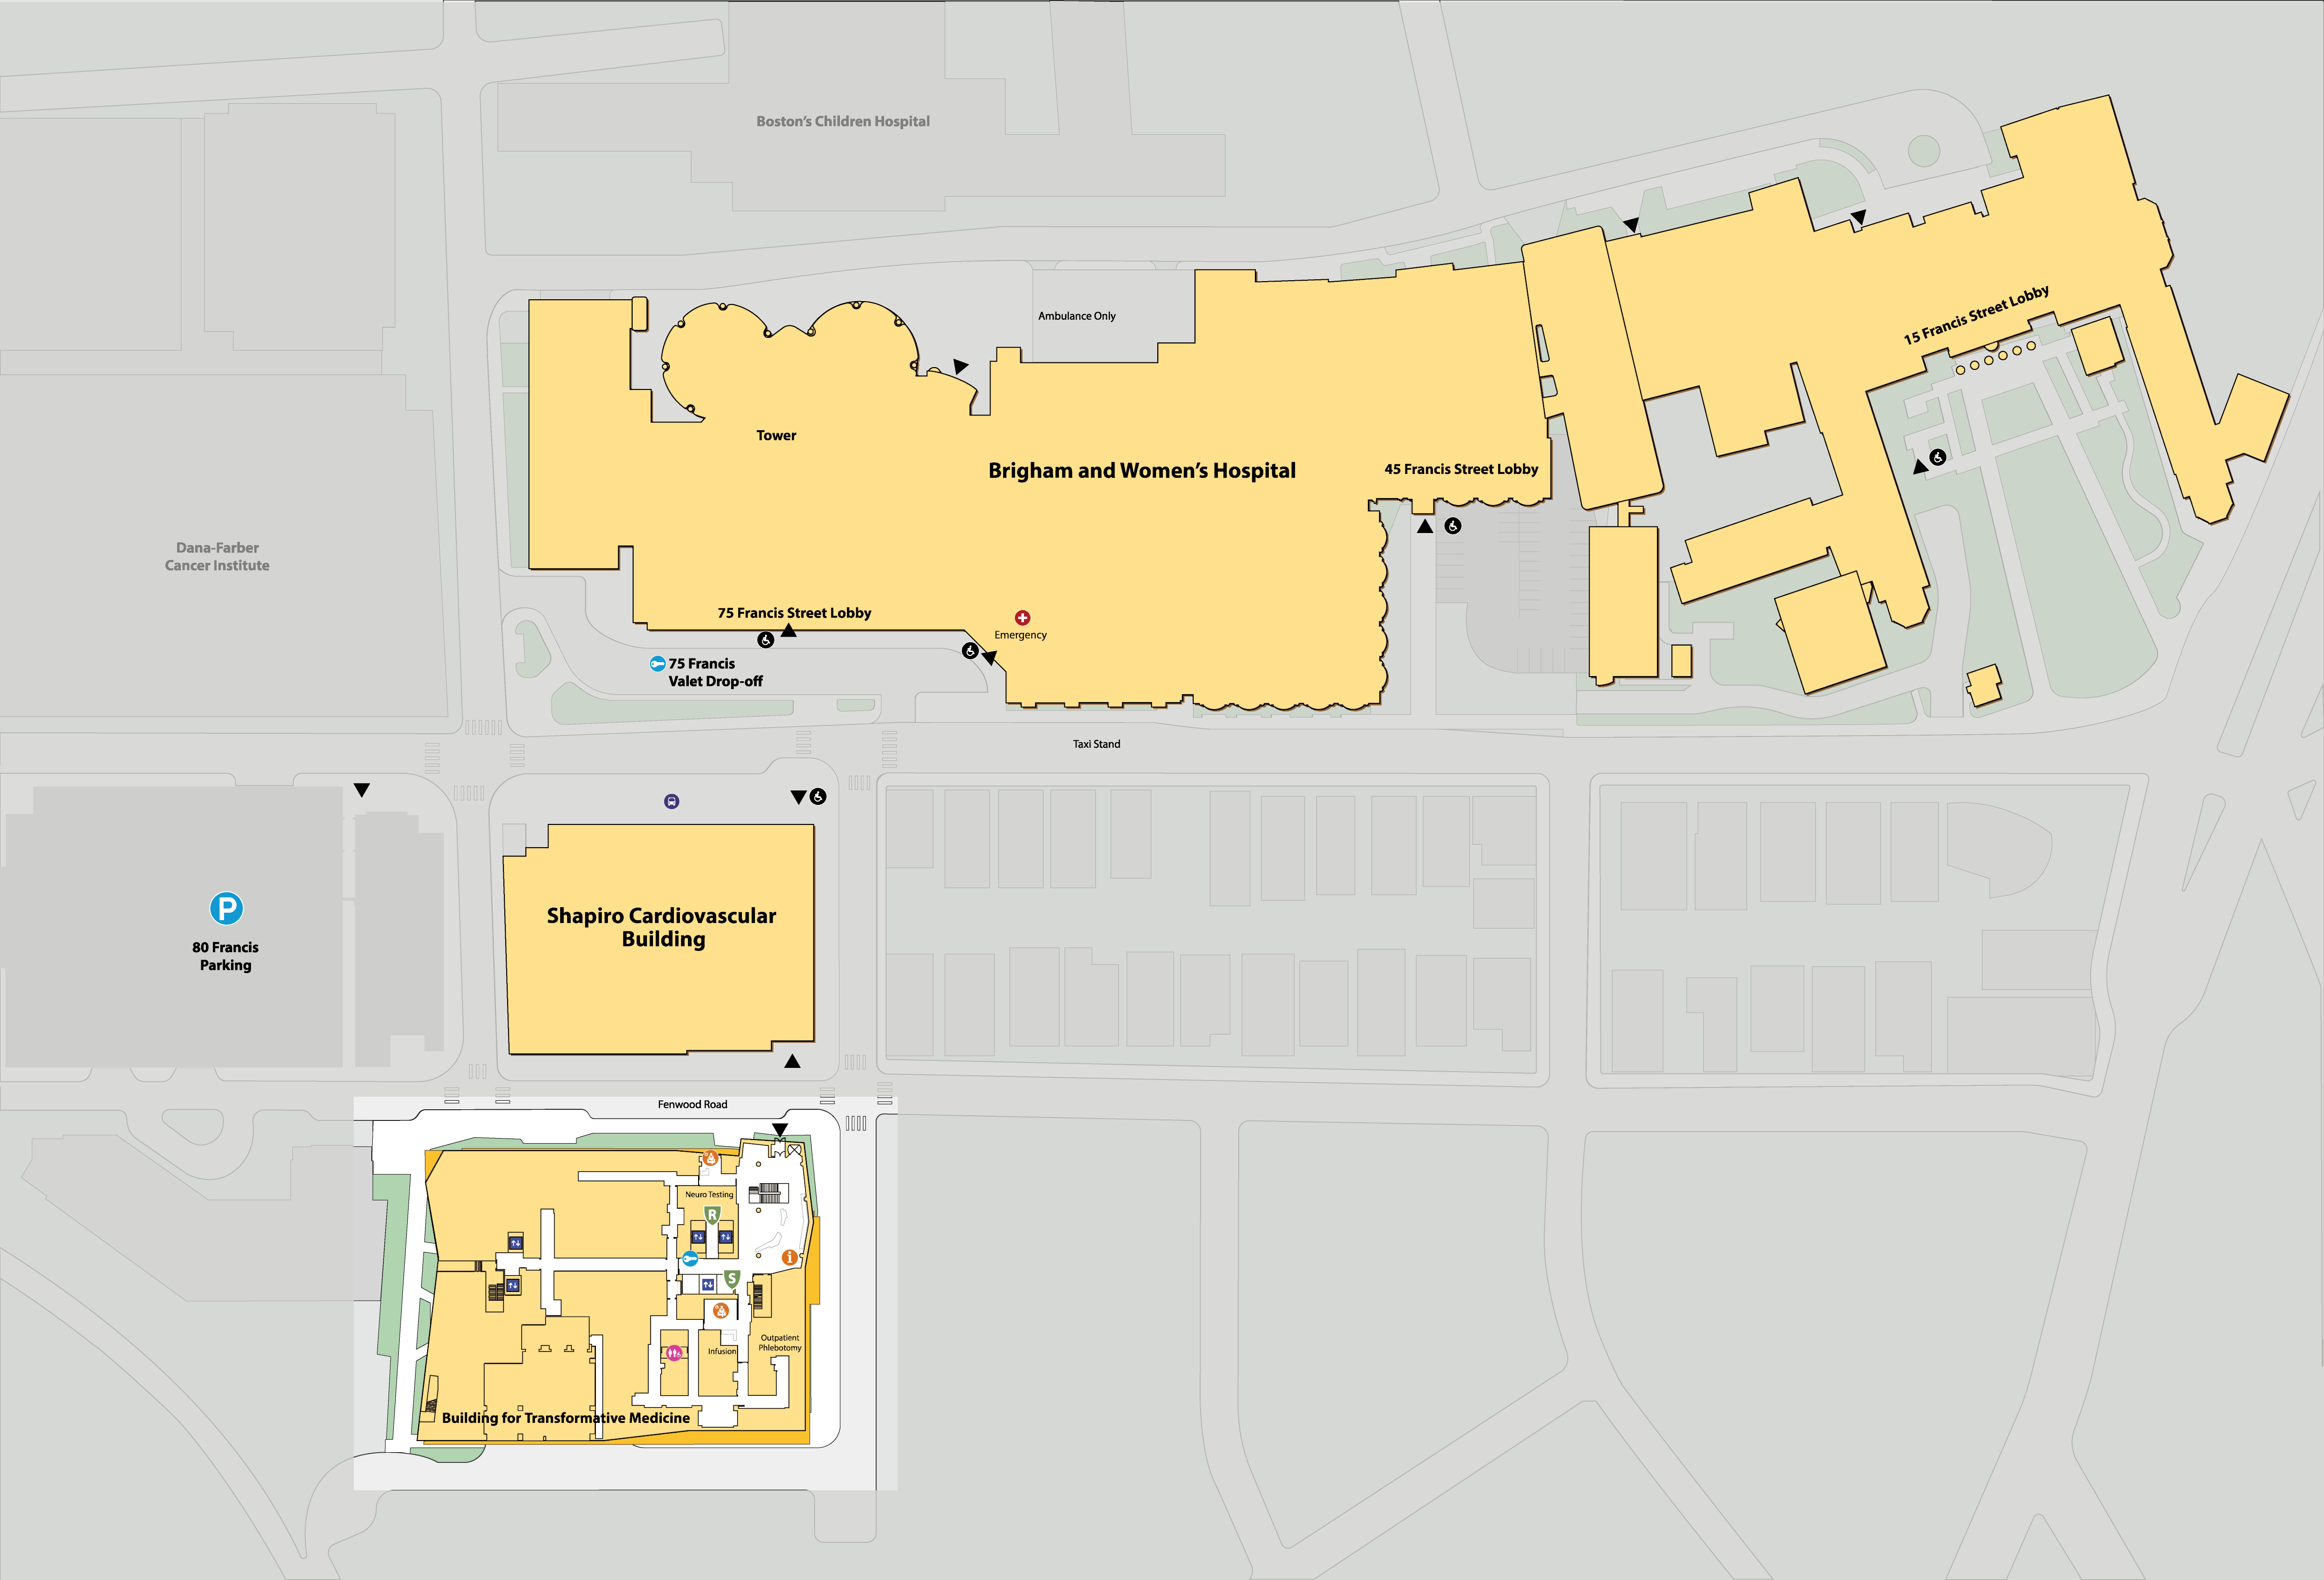 Boston's Children Hospital
Ambulance Only
15 Francis Street Lobby
Tower
Brigham and Women's Hospital
45 Francis Street Lobby
Dana-Farber
Cancer Institute
75 Francis Street Lobby
Emergency
75 Francis
Valet Drop-off
Taxi Stand
P
80 Francis
Parking
Shapiro Cardiovascular
Building
Fenwood Road
Neuro Testing
R
i
S
Infusion
Outpatient
Phlebotomy
Building for Transformative Medicine